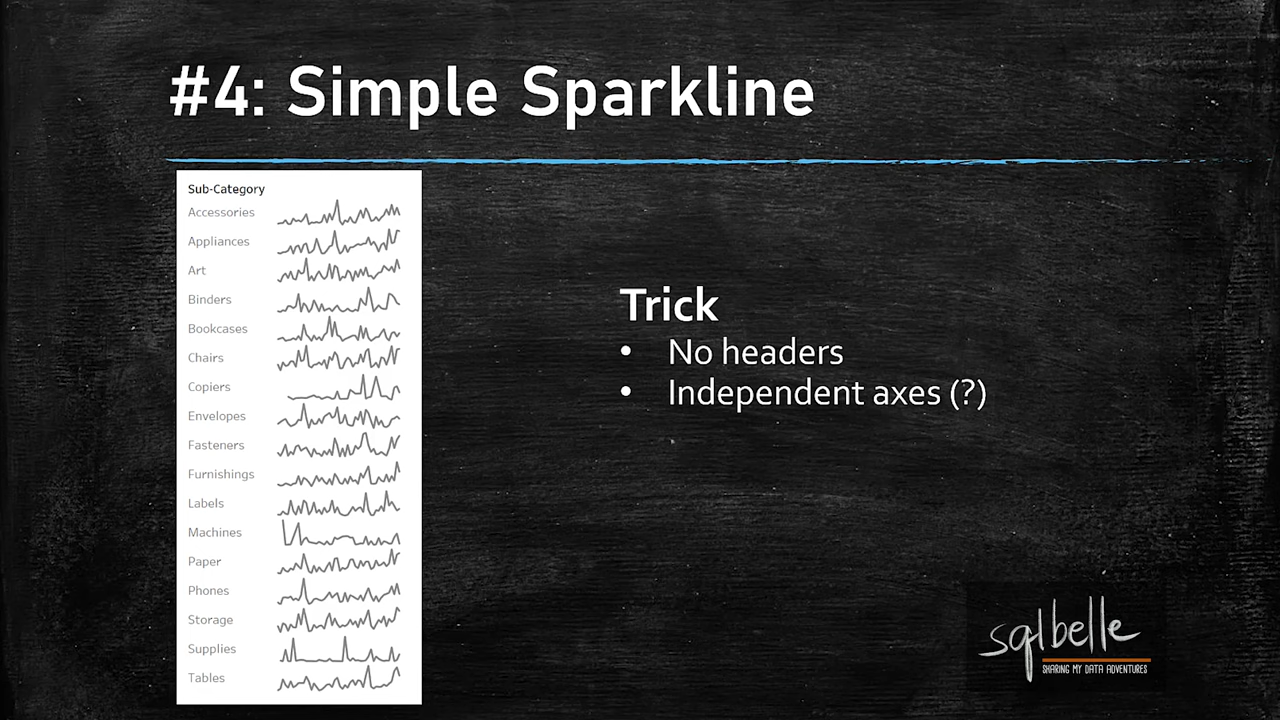 #4: Simple Sparkline
Sub-Category
Accessories
Appliances
Art
Binders
Bookcases
Chairs
Copiers
Envelopes
Fasteners
Furnishings
Labels
Machines
Paper
Phones
Storage
Supplies
Tables
Trick
• No headers
• Independent axes (?)
sqlbelle
SHARING MY DATA ADVENTURES